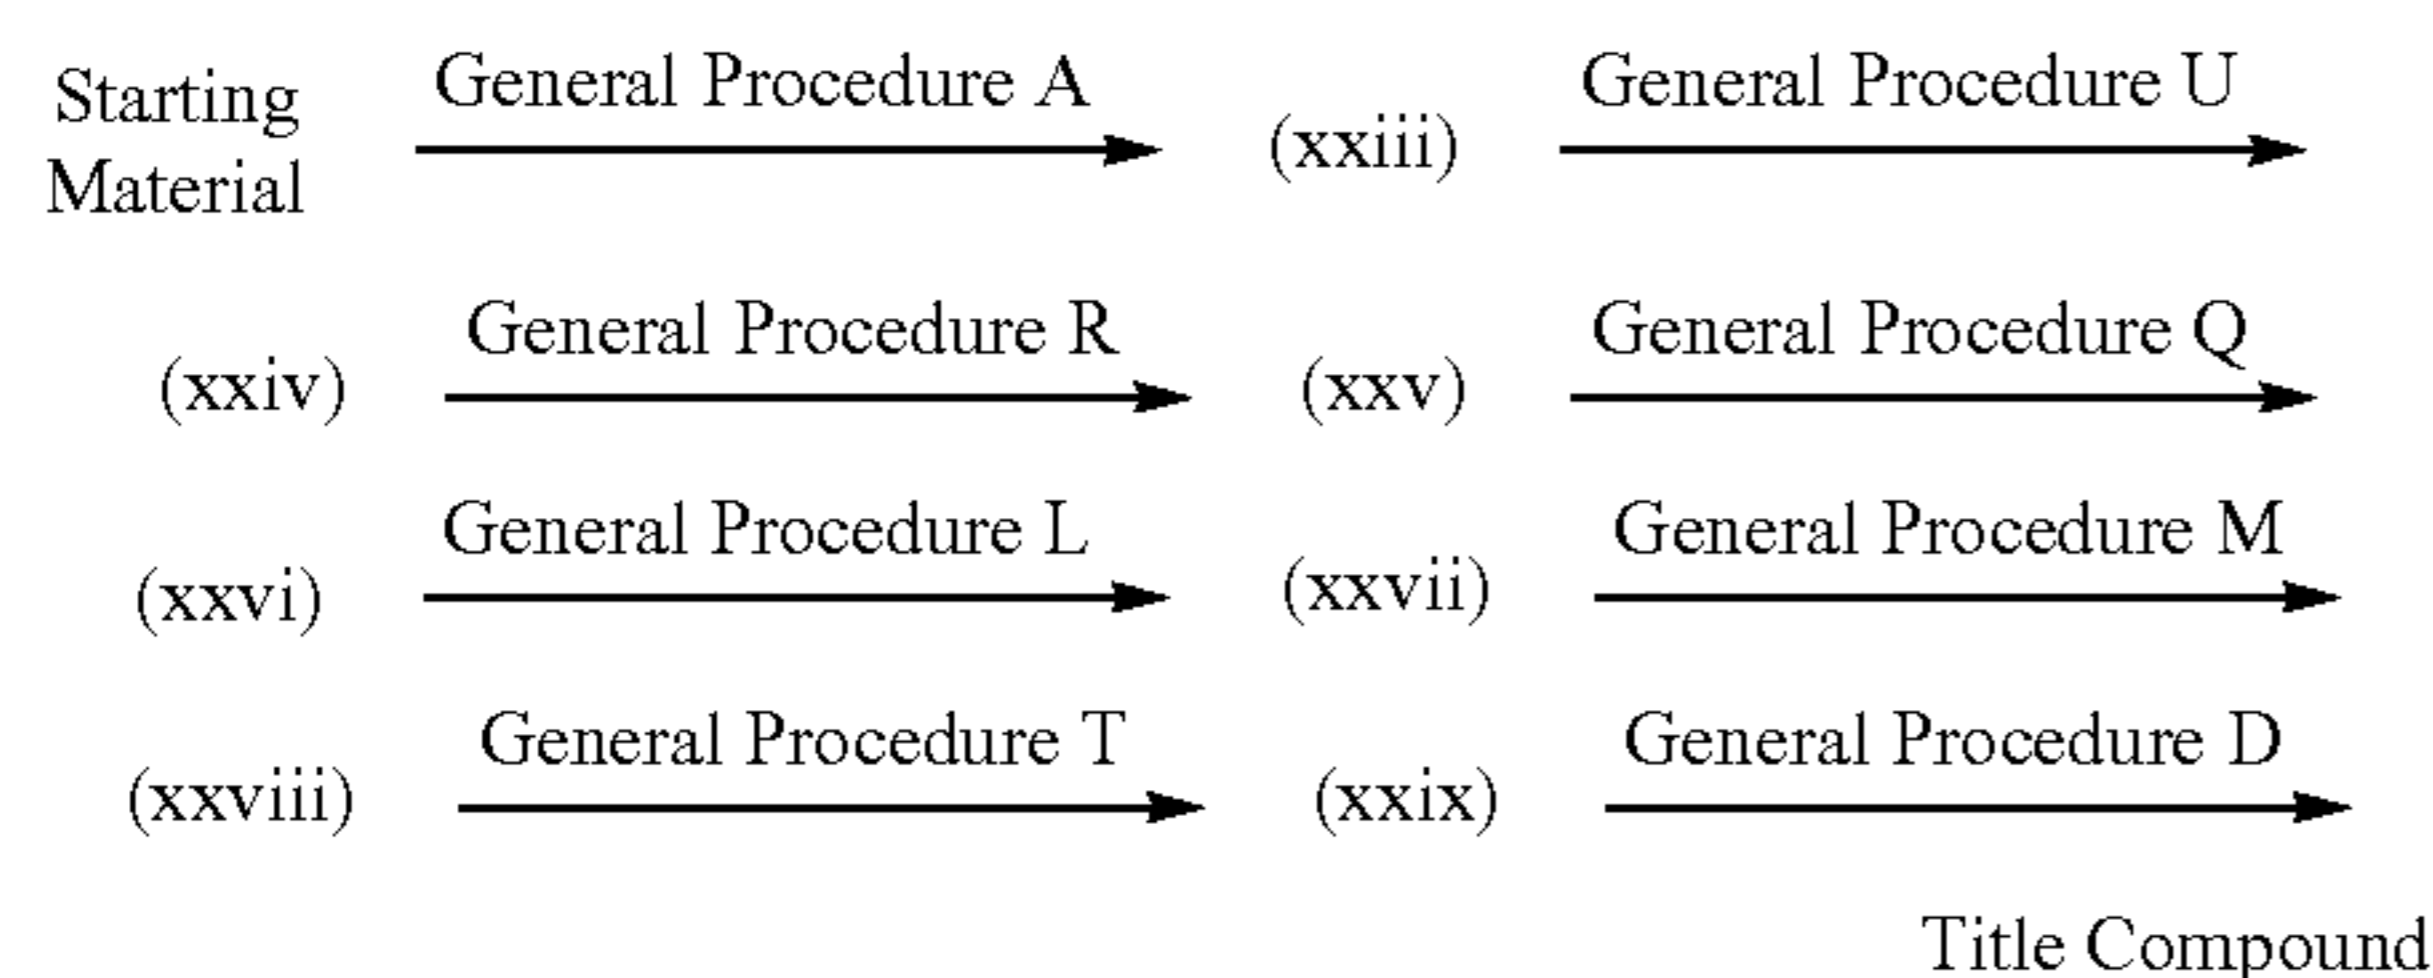 Starting
Material
General Procedure A
(xxiii)
General Procedure U
(xxiv)
General Procedure R
(xxv)
General Procedure Q
(xxvi)
General Procedure L
(xxvii)
General Procedure M
(xxviii)
General Procedure T
(xxix)
General Procedure D
Title Compound